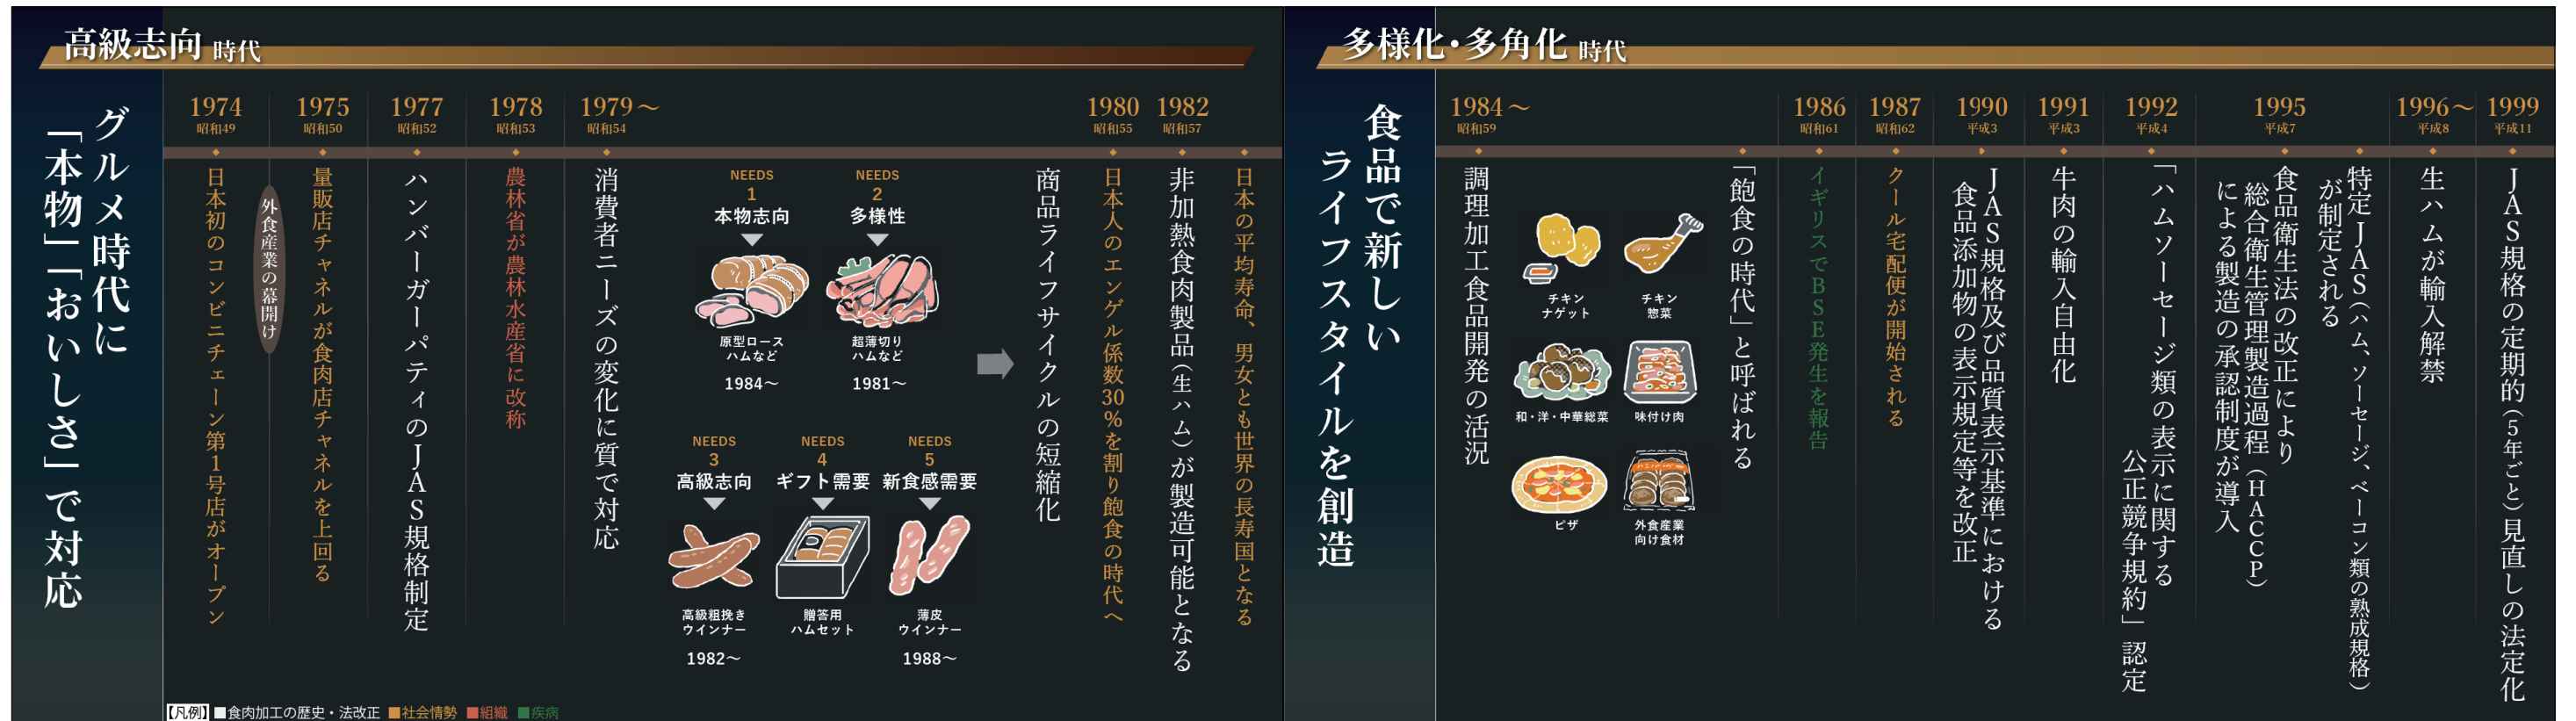 高級志向 時代
グルメ時代に
「本物」「おいしさ」で対応
1974
昭和49
日本初のコンビニチェーン第1号店がオープン
外食産業の幕開け
1975
昭和50
量販店チャネルが食肉店チャネルを上回る
1977
昭和52
ハンバーガーパティのJAS規格制定
1978
昭和53
農林省が農林水産省に改称
1979〜
昭和54
消費者ニーズの変化に質で対応
NEEDS
1
本物志向
原型ロース
ハムなど
1984〜
NEEDS
2
多様性
超薄切り
ハムなど
1981〜
NEEDS
3
高級志向
高級粗挽き
ウインナー
1982〜
NEEDS
4
ギフト需要
贈答用
ハムセット
NEEDS
5
新食感需要
薄皮
ウインナー
1988〜
商品ライフサイクルの短縮化
1980
昭和55
日本人のエンゲル係数30%を割り飽食の時代へ
1982
昭和57
非加熱食肉製品(生ハム)が製造可能となる
日本の平均寿命、男女とも世界の長寿国となる
【凡例】■食肉加工の歴史・法改正 ■社会情勢 ■組織 ■疾病
多様化・多角化 時代
食品で新しい
ライフスタイルを創造
1984〜
昭和59
調理加工食品開発の活況
チキン
ナゲット
チキン
惣菜
和・洋・中華総菜
味付け肉
ピザ
外食産業
向け食材
「飽食の時代」と呼ばれる
1986
昭和61
イギリスでBSE発生を報告
1987
昭和62
クール宅配便が開始される
1990
平成3
JAS規格及び品質表示基準における
食品添加物の表示規定等を改正
1991
平成3
牛肉の輸入自由化
1992
平成4
「ハムソーセージ類の表示に関する
公正競争規約」認定
1995
平成7
食品衛生法の改正により
総合衛生管理製造過程(HACCP)
による製造の承認制度が導入
特定JAS(ハム、ソーセージ、ベーコン類の熟成規格)
が制定される
1996〜
平成8
生ハムが輸入解禁
1999
平成11
JAS規格の定期的(5年ごと)見直しの法定化